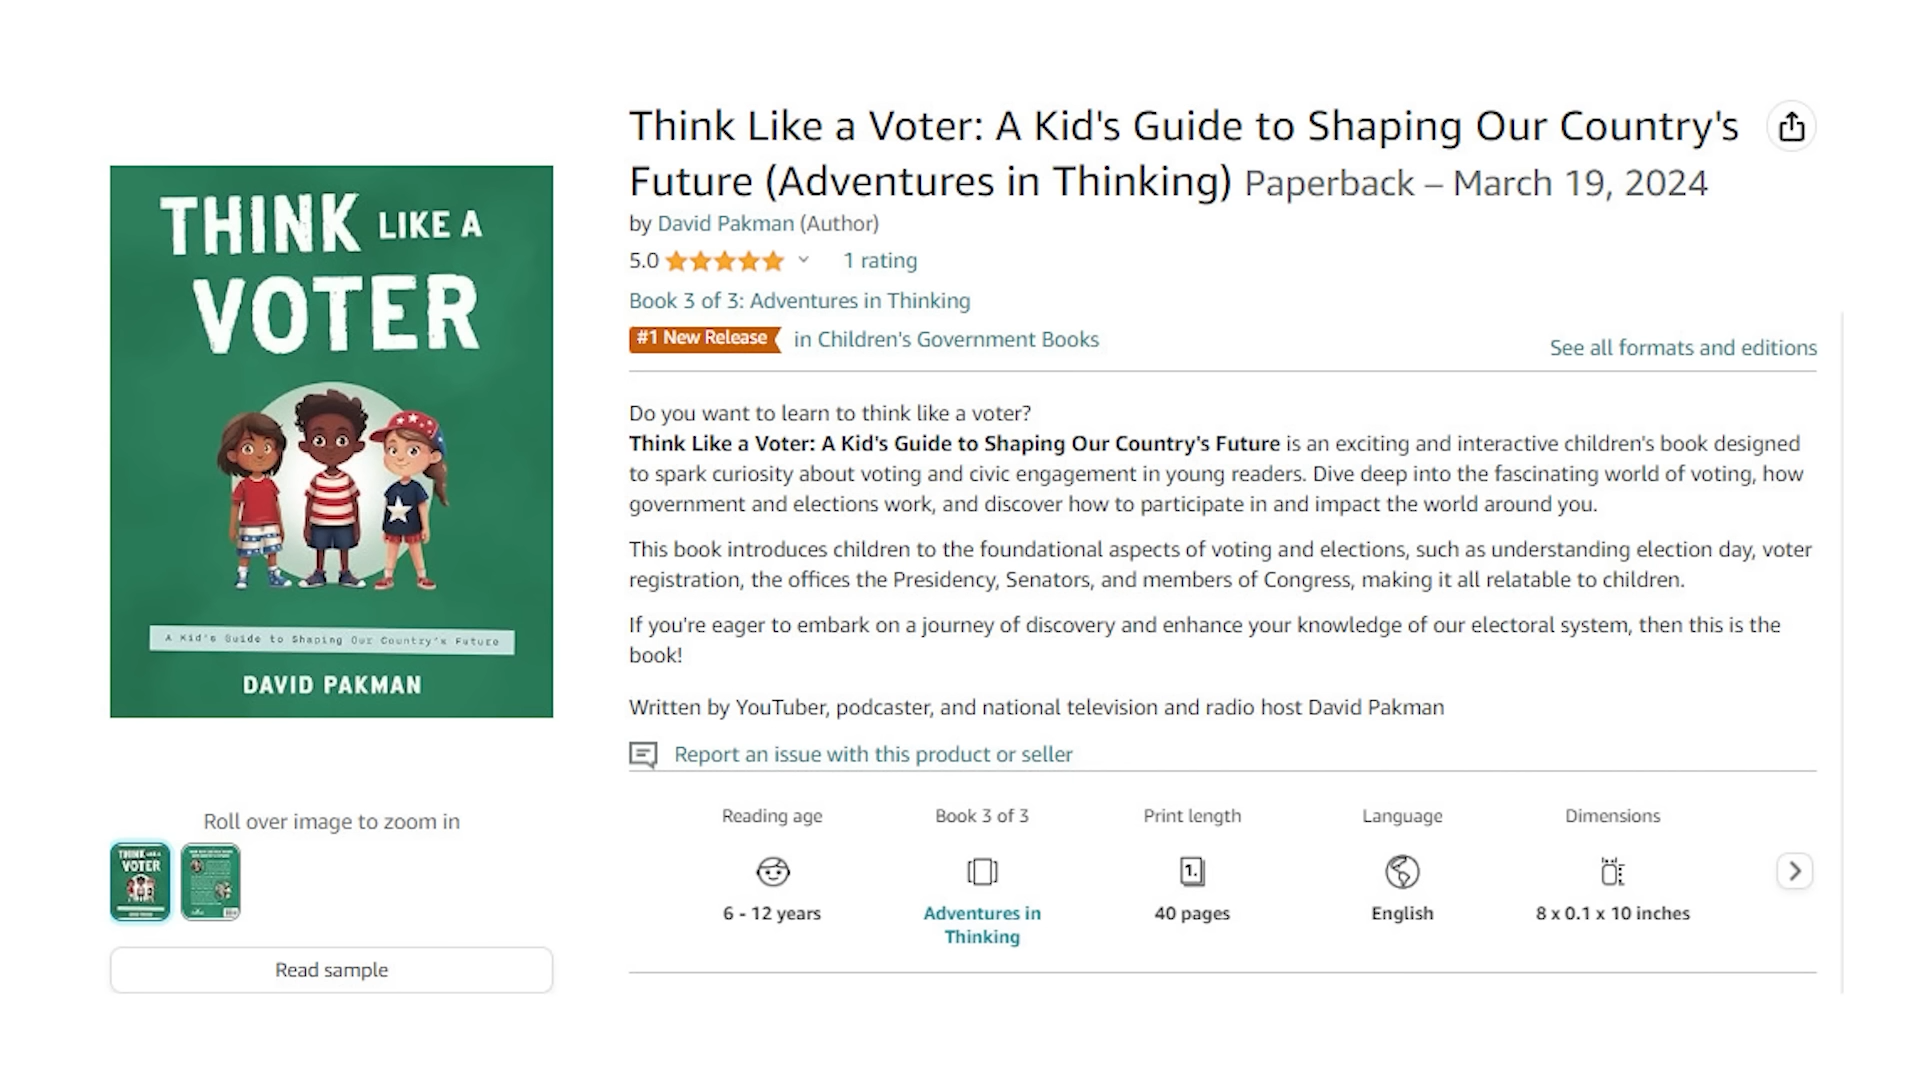 THINK LIKE A
VOTER
A Kid's Guide to Shaping Our Country's Future
DAVID PAKMAN
Roll over image to zoom in
THINK LIKE A
VOTER
Read sample
Think Like a Voter: A Kid's Guide to Shaping Our Country's
Future (Adventures in Thinking) Paperback – March 19, 2024
by David Pakman (Author)
5.0 1 rating
Book 3 of 3: Adventures in Thinking
#1 New Release in Children's Government Books
See all formats and editions
Do you want to learn to think like a voter?
Think Like a Voter: A Kid's Guide to Shaping Our Country's Future is an exciting and interactive children's book designed
to spark curiosity about voting and civic engagement in young readers. Dive deep into the fascinating world of voting, how
government and elections work, and discover how to participate in and impact the world around you.
This book introduces children to the foundational aspects of voting and elections, such as understanding election day, voter
registration, the offices the Presidency, Senators, and members of Congress, making it all relatable to children.
If you're eager to embark on a journey of discovery and enhance your knowledge of our electoral system, then this is the
book!
Written by YouTuber, podcaster, and national television and radio host David Pakman
Report an issue with this product or seller
Reading age Book 3 of 3 Print length Language Dimensions
1.
6 - 12 years Adventures in 40 pages English 8 x 0.1 x 10 inches
Thinking